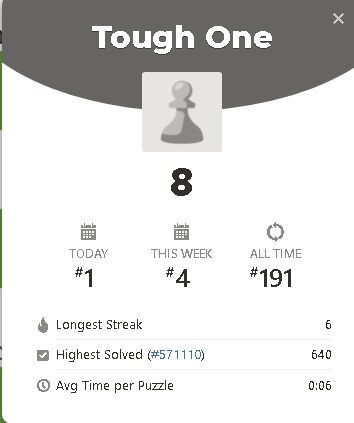 Tough One
8
TODAY THIS WEEK ALL TIME
#1 #4 #191
Longest Streak 6
Highest Solved (#571110) 640
Avg Time per Puzzle 0:06